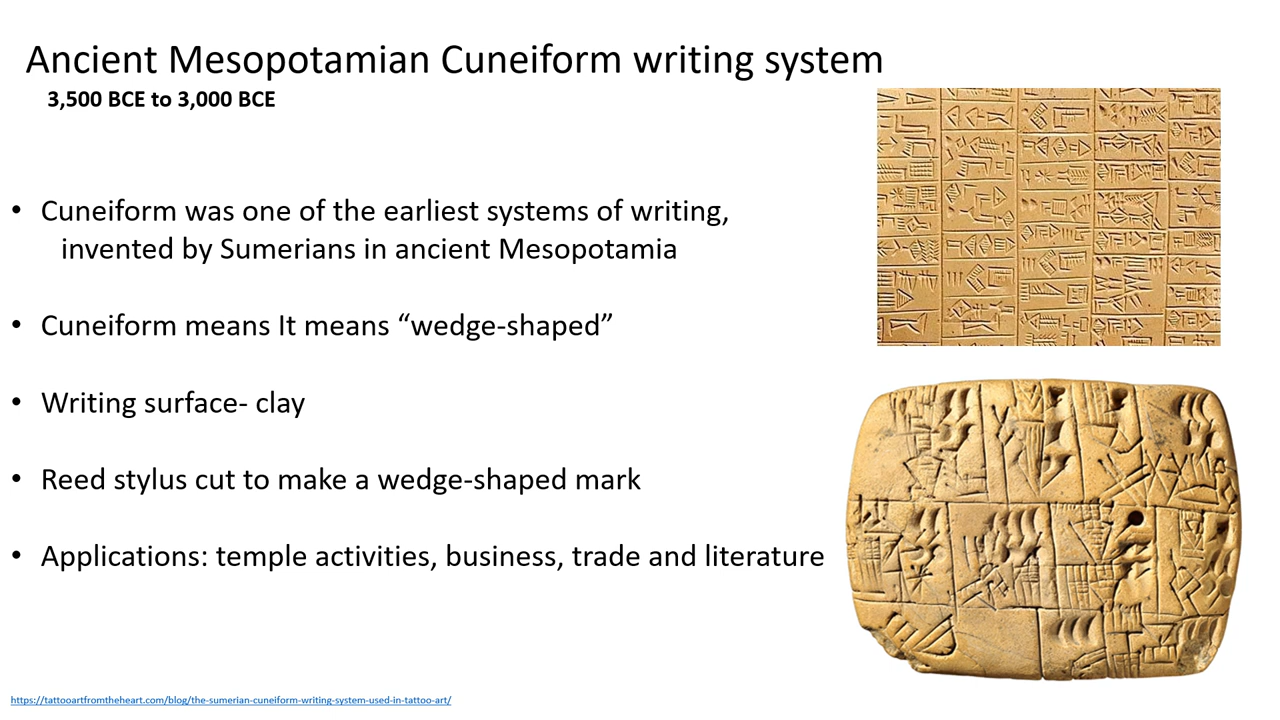 Ancient Mesopotamian Cuneiform writing system
3,500 BCE to 3,000 BCE
• Cuneiform was one of the earliest systems of writing,
invented by Sumerians in ancient Mesopotamia
• Cuneiform means It means “wedge-shaped”
• Writing surface- clay
• Reed stylus cut to make a wedge-shaped mark
• Applications: temple activities, business, trade and literature
https://tattooartfromtheheart.com/blog/the-sumerian-cuneiform-writing-system-used-in-tattoo-art/